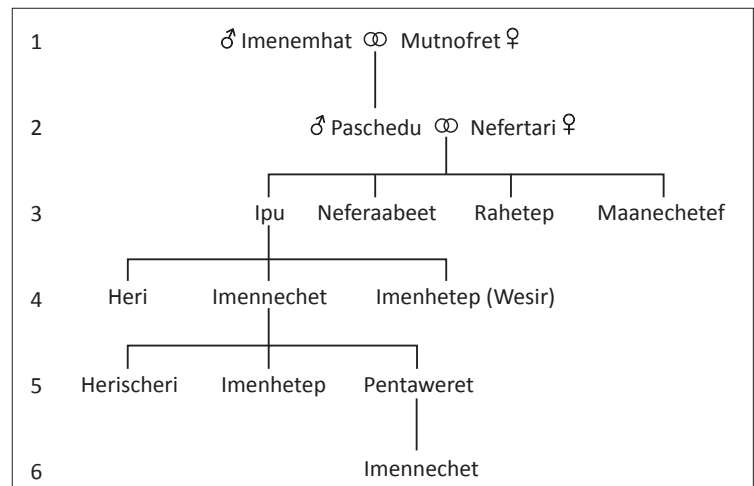 1 ♂ Imenemhat ⚭ Mutnofret ♀
2 ♂ Paschedu ⚭ Nefertari ♀
3 Ipu Neferaabeet Rahetep Maanechetef
4 Heri Imennechet Imenhetep (Wesir)
5 Herischeri Imenhetep Pentaweret
6 Imennechet